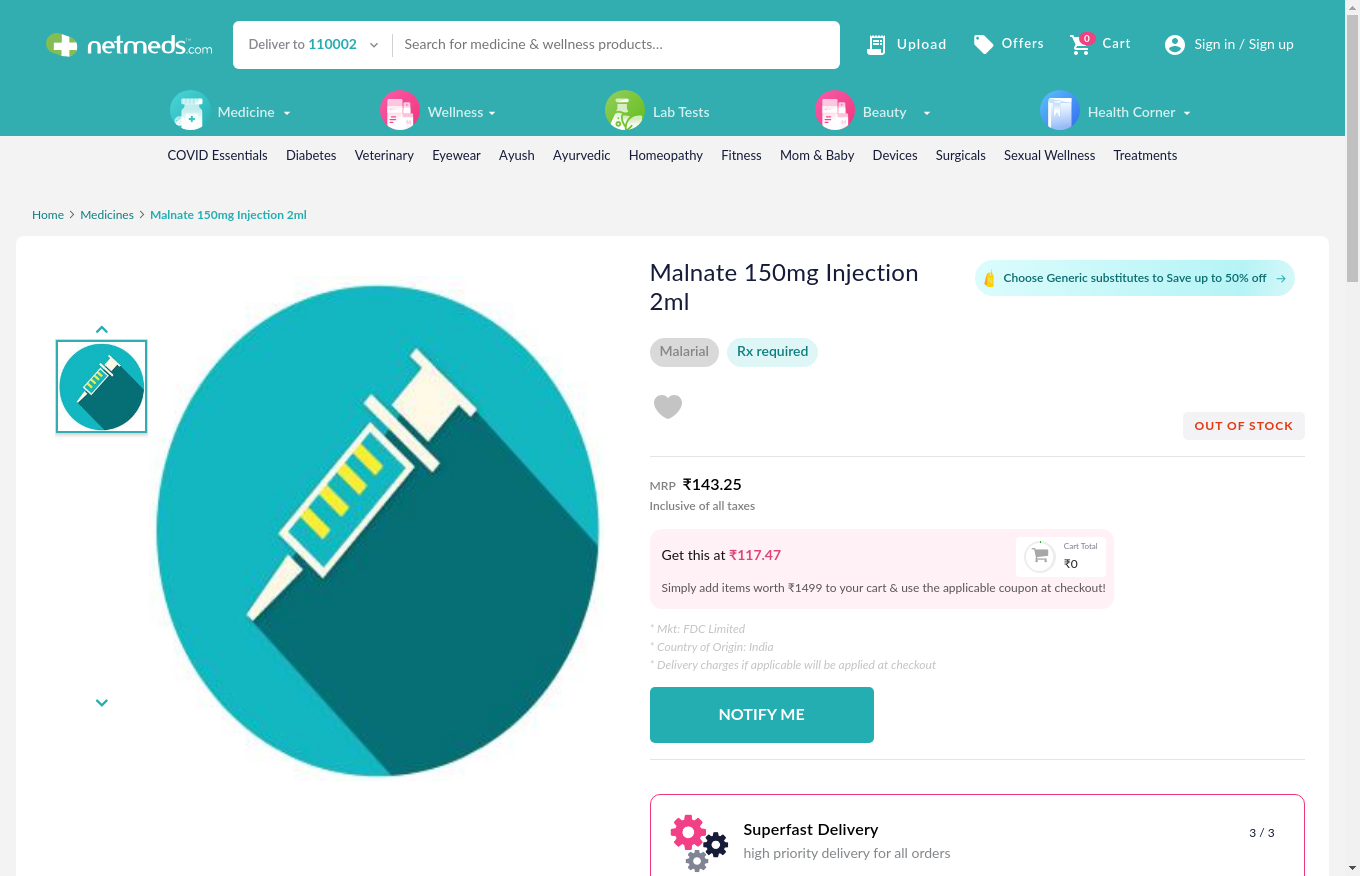 netmeds.com
Deliver to 110002
Search for medicine & wellness products...
Upload
Offers
0
Cart
Sign in / Sign up
Medicine
Wellness
Lab Tests
Beauty
Health Corner
COVID Essentials Diabetes Veterinary Eyewear Ayush Ayurvedic Homeopathy Fitness Mom & Baby Devices Surgicals Sexual Wellness Treatments
Home > Medicines > Malnate 150mg Injection 2ml
Malnate 150mg Injection
2ml
Choose Generic substitutes to Save up to 50% off →
Malarial
Rx required
OUT OF STOCK
MRP ₹143.25
Inclusive of all taxes
Get this at ₹117.47
Cart Total
₹0
Simply add items worth ₹1499 to your cart & use the applicable coupon at checkout!
* Mkt: FDC Limited
* Country of Origin: India
* Delivery charges if applicable will be applied at checkout
NOTIFY ME
Superfast Delivery
3 / 3
high priority delivery for all orders